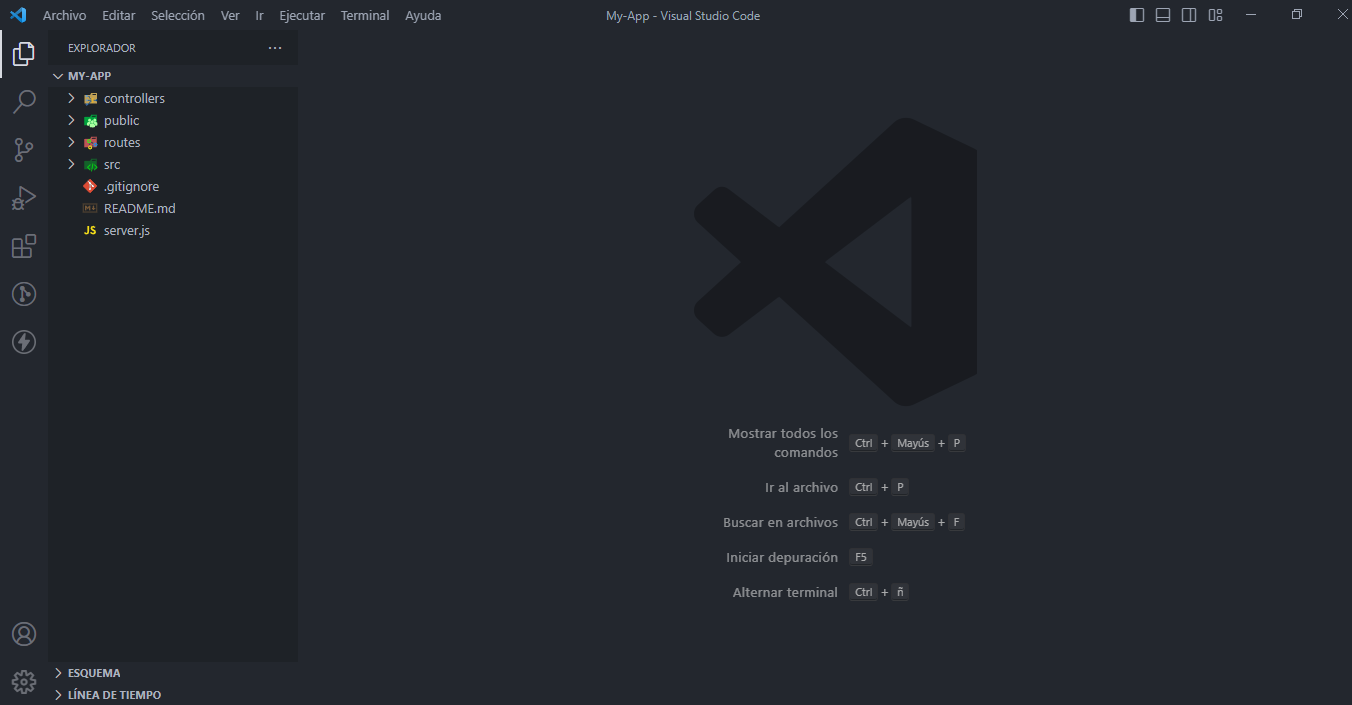 Archivo Editar Selección Ver Ir Ejecutar Terminal Ayuda My-App - Visual Studio Code
EXPLORADOR
MY-APP
controllers
public
routes
src
.gitignore
README.md
JS server.js
Mostrar todos los
comandos Ctrl + Mayús + P
Ir al archivo Ctrl + P
Buscar en archivos Ctrl + Mayús + F
Iniciar depuración F5
Alternar terminal Ctrl + ñ
ESQUEMA
LÍNEA DE TIEMPO